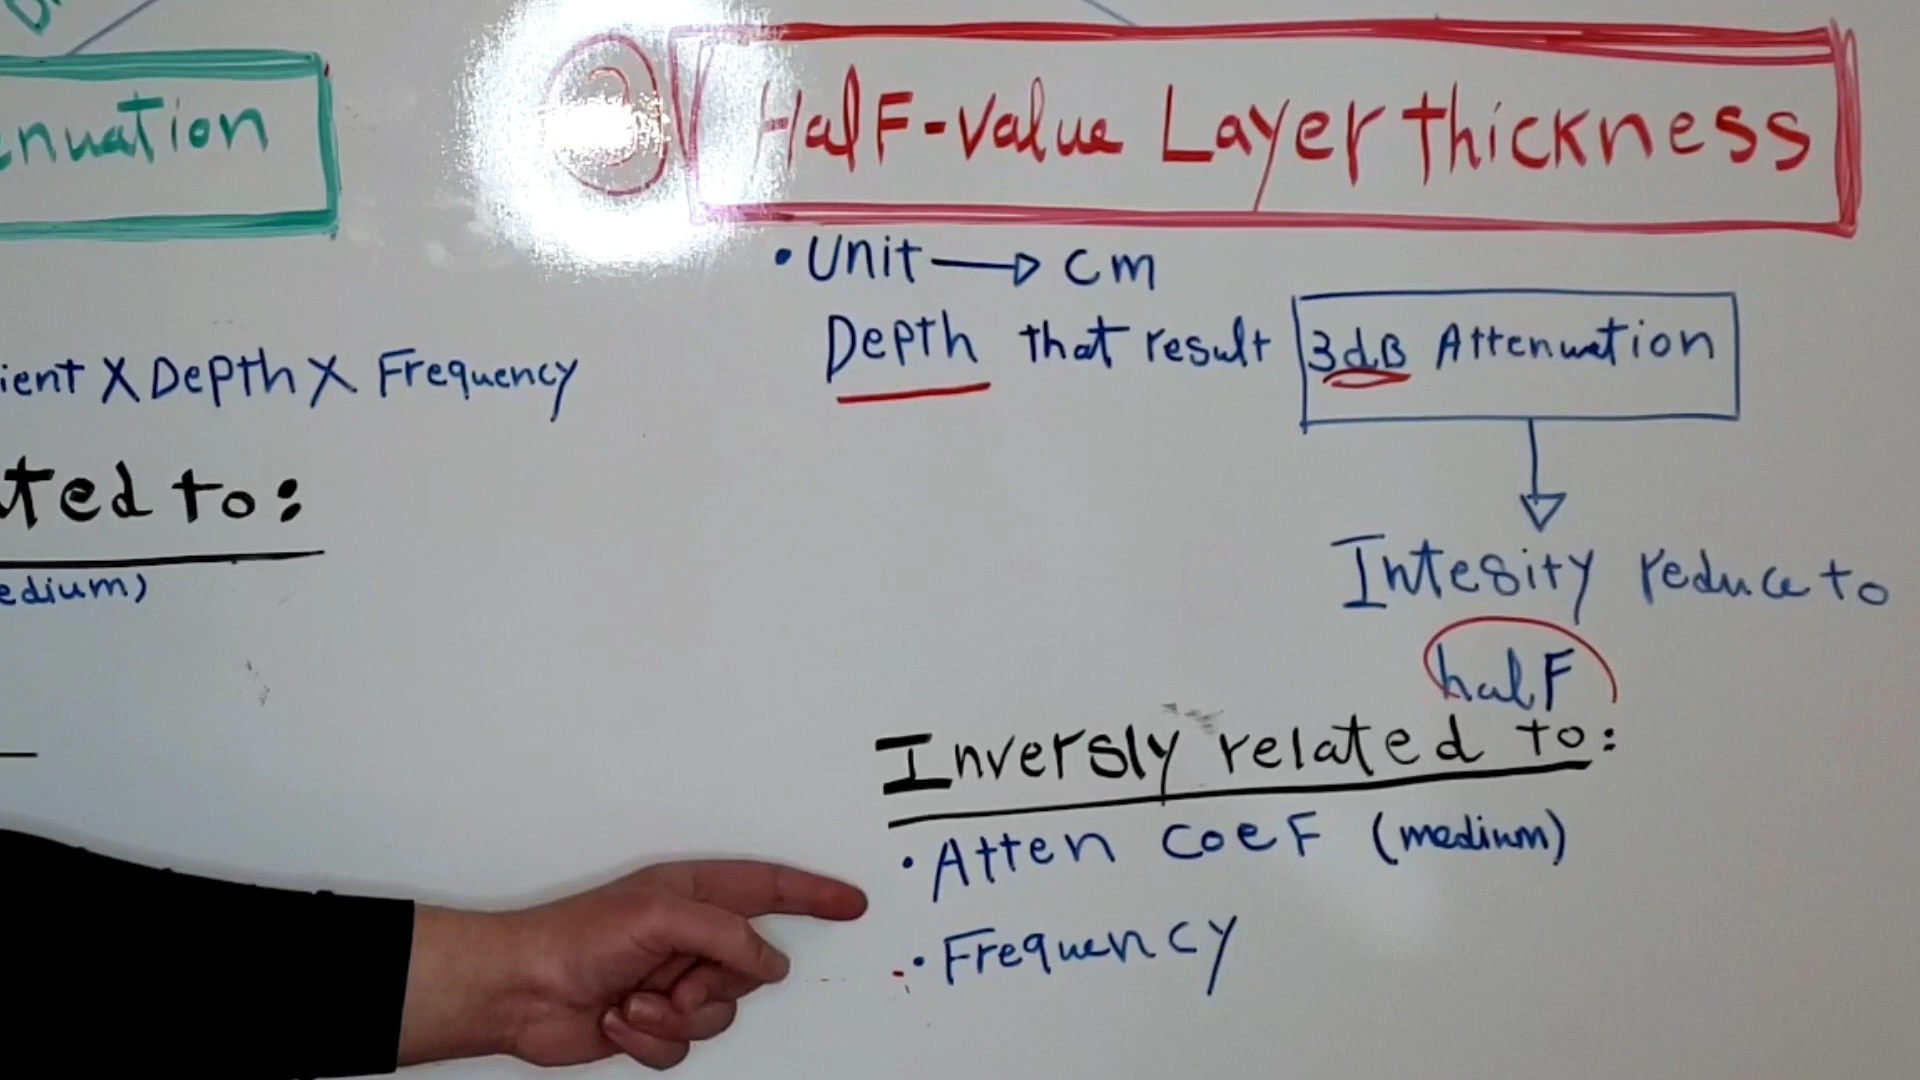 enuation
ient X Depth X Frequency
ted to:
edium)
2
HalF-Value Layer thickness
• Unit → cm
Depth that result 3dB Attenuation
Intesity reduce to
half
Inversly related to:
• Atten coeF (medium)
• Frequency